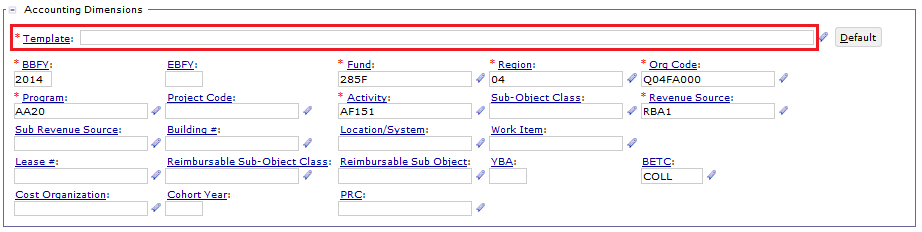 Accounting Dimensions
* Template: Default
* BBFY: EBFY: * Fund: * Region: * Org Code:
2014 285F 04 Q04FA000
* Program: Project Code: * Activity: Sub-Object Class: * Revenue Source:
AA20 AF151 RBA1
Sub Revenue Source: Building #: Location/System: Work Item:
Lease #: Reimbursable Sub-Object Class: Reimbursable Sub Object: YBA: BETC:
COLL
Cost Organization: Cohort Year: PRC: